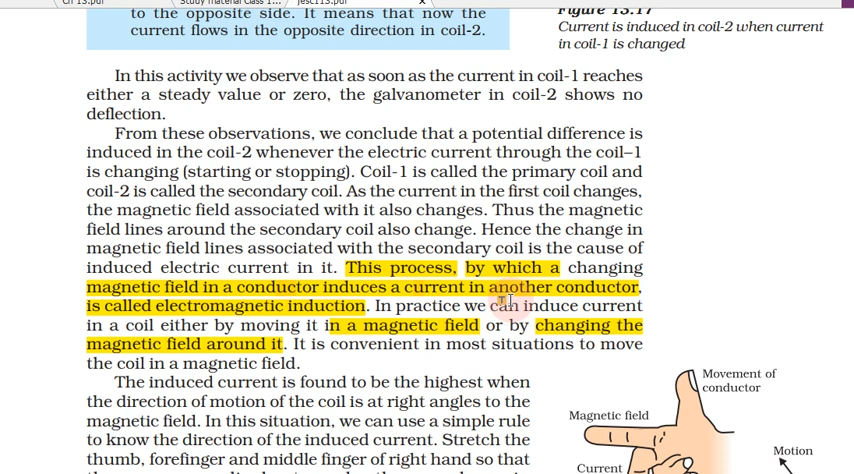 Ch 13.pdf
Study material Class 1...
jesc113.pdf
x
to the opposite side. It means that now the
current flows in the opposite direction in coil-2.
Figure 13.17
Current is induced in coil-2 when current
in coil-1 is changed
In this activity we observe that as soon as the current in coil-1 reaches
either a steady value or zero, the galvanometer in coil-2 shows no
deflection.
From these observations, we conclude that a potential difference is
induced in the coil-2 whenever the electric current through the coil–1
is changing (starting or stopping). Coil-1 is called the primary coil and
coil-2 is called the secondary coil. As the current in the first coil changes,
the magnetic field associated with it also changes. Thus the magnetic
field lines around the secondary coil also change. Hence the change in
magnetic field lines associated with the secondary coil is the cause of
induced electric current in it. This process, by which a changing
magnetic field in a conductor induces a current in another conductor,
is called electromagnetic induction. In practice we can induce current
in a coil either by moving it in a magnetic field or by changing the
magnetic field around it. It is convenient in most situations to move
the coil in a magnetic field.
The induced current is found to be the highest when
the direction of motion of the coil is at right angles to the
magnetic field. In this situation, we can use a simple rule
to know the direction of the induced current. Stretch the
thumb, forefinger and middle finger of right hand so that
Movement of
conductor
Magnetic field
Motion
Current